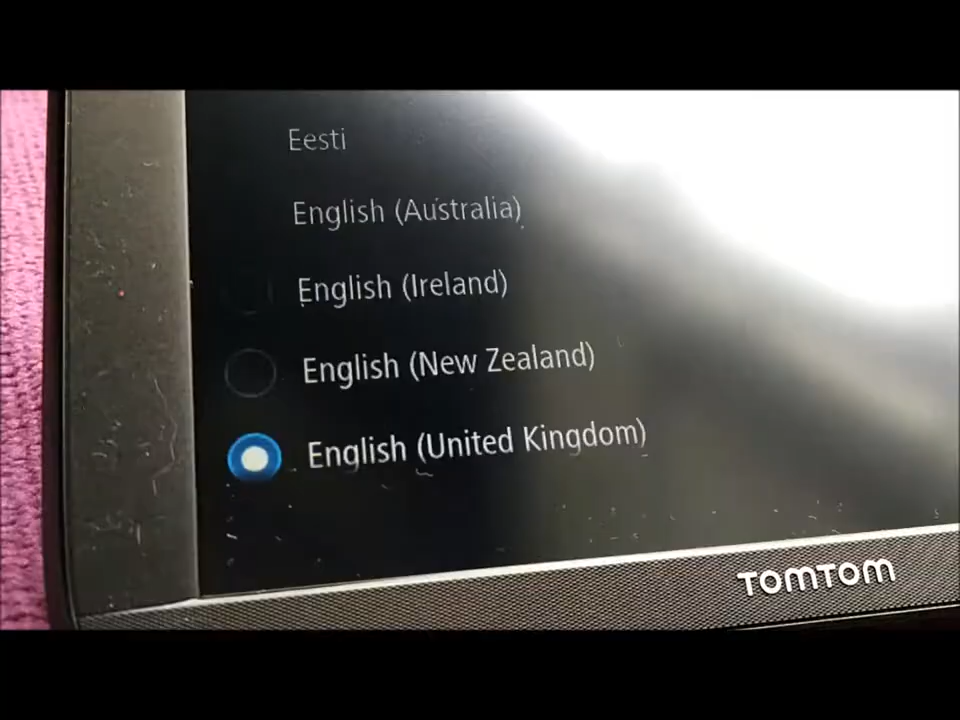 Eesti
English (Australia)
English (Ireland)
English (New Zealand)
English (United Kingdom)
TOMTOM